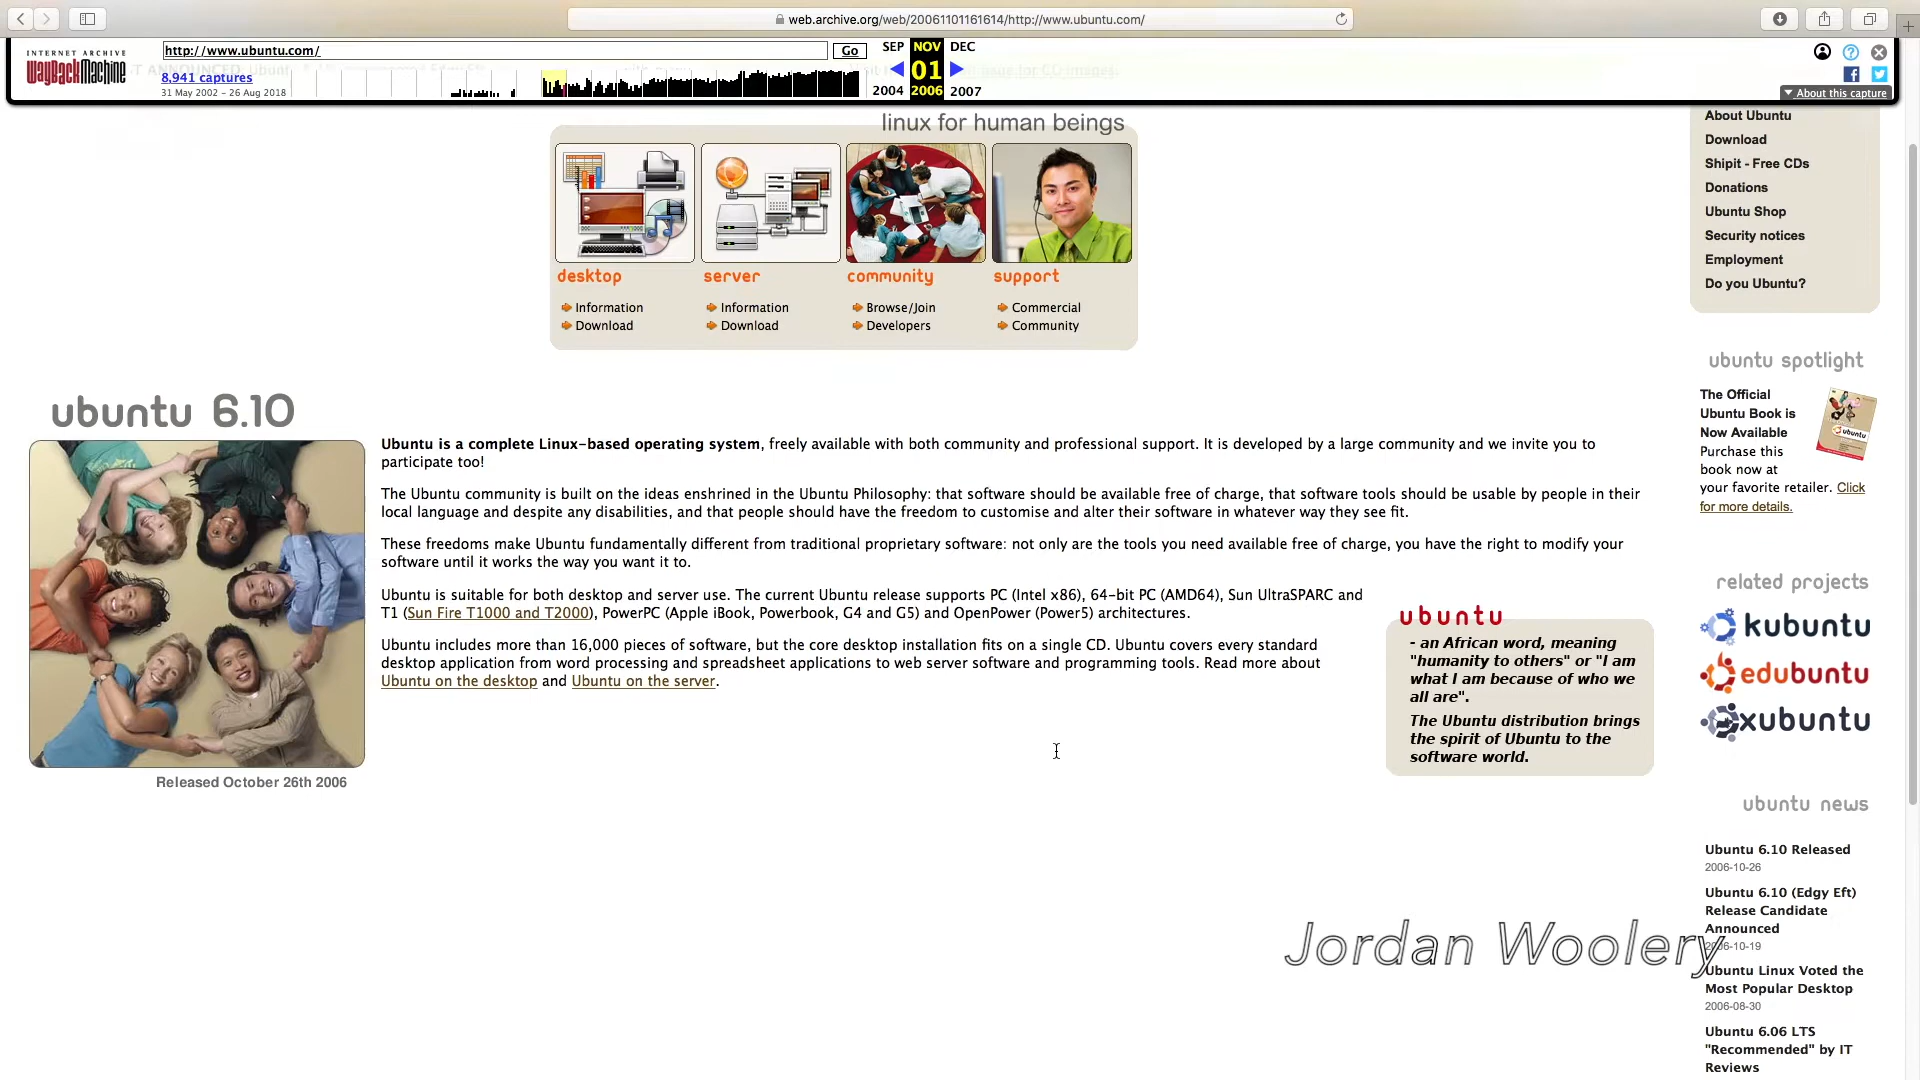 web.archive.org/web/20061101161614/http://www.ubuntu.com/
INTERNET ARCHIVE
WayBackMachine
http://www.ubuntu.com/
Go
8,941 captures
31 May 2002 - 26 Aug 2018
SEP NOV DEC
01
2004 2006 2007
About this capture
linux for human beings
desktop
Information
Download
server
Information
Download
community
Browse/Join
Developers
support
Commercial
Community
About Ubuntu
Download
Shipit - Free CDs
Donations
Ubuntu Shop
Security notices
Employment
Do you Ubuntu?
ubuntu 6.10
Released October 26th 2006
Ubuntu is a complete Linux-based operating system, freely available with both community and professional support. It is developed by a large community and we invite you to
participate too!
The Ubuntu community is built on the ideas enshrined in the Ubuntu Philosophy: that software should be available free of charge, that software tools should be usable by people in their
local language and despite any disabilities, and that people should have the freedom to customise and alter their software in whatever way they see fit.
These freedoms make Ubuntu fundamentally different from traditional proprietary software: not only are the tools you need available free of charge, you have the right to modify your
software until it works the way you want it to.
Ubuntu is suitable for both desktop and server use. The current Ubuntu release supports PC (Intel x86), 64-bit PC (AMD64), Sun UltraSPARC and
T1 (Sun Fire T1000 and T2000), PowerPC (Apple iBook, Powerbook, G4 and G5) and OpenPower (Power5) architectures.
Ubuntu includes more than 16,000 pieces of software, but the core desktop installation fits on a single CD. Ubuntu covers every standard
desktop application from word processing and spreadsheet applications to web server software and programming tools. Read more about
Ubuntu on the desktop and Ubuntu on the server.
ubuntu
- an African word, meaning
"humanity to others" or "I am
what I am because of who we
all are".
The Ubuntu distribution brings
the spirit of Ubuntu to the
software world.
ubuntu spotlight
The Official
Ubuntu Book is
Now Available
Purchase this
book now at
your favorite retailer. Click
for more details.
ubuntu
related projects
kubuntu
edubuntu
xubuntu
ubuntu news
Ubuntu 6.10 Released
2006-10-26
Ubuntu 6.10 (Edgy Eft)
Release Candidate
Announced
2006-10-19
Ubuntu Linux Voted the
Most Popular Desktop
2006-08-30
Ubuntu 6.06 LTS
"Recommended" by IT
Reviews
Jordan Woolery